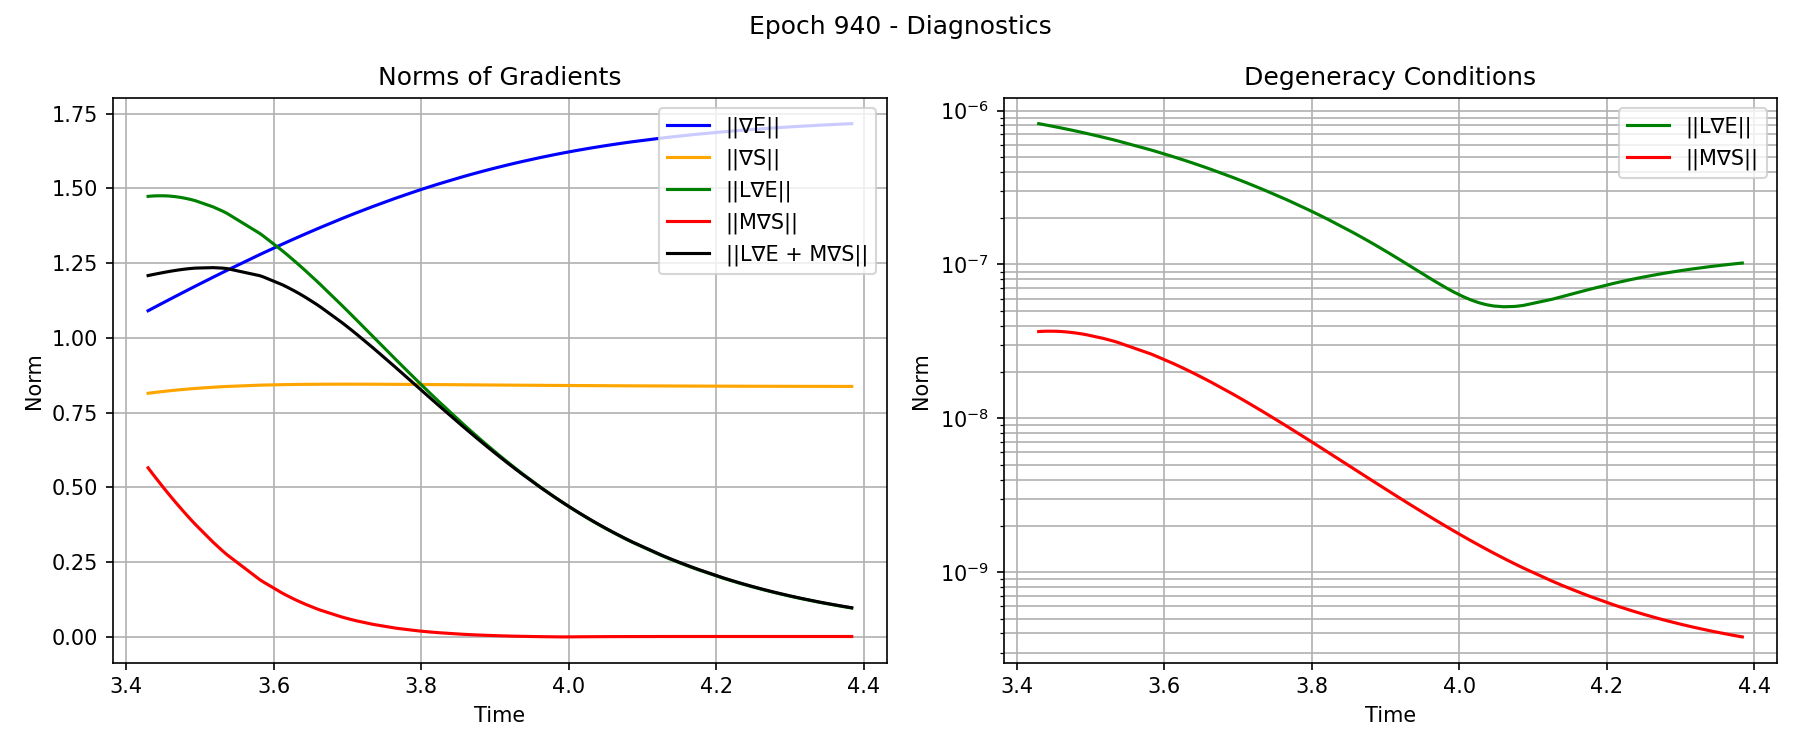 Epoch 940 - Diagnostics
Norms of Gradients
1.75
1.50
1.25
1.00
0.75
0.50
0.25
0.00
Norm
3.4 3.6 3.8 4.0 4.2 4.4
Time
||∇E||
||∇S||
||L∇E||
||M∇S||
||L∇E + M∇S||
Degeneracy Conditions
10⁻⁶
10⁻⁷
10⁻⁸
10⁻⁹
Norm
3.4 3.6 3.8 4.0 4.2 4.4
Time
||L∇E||
||M∇S||